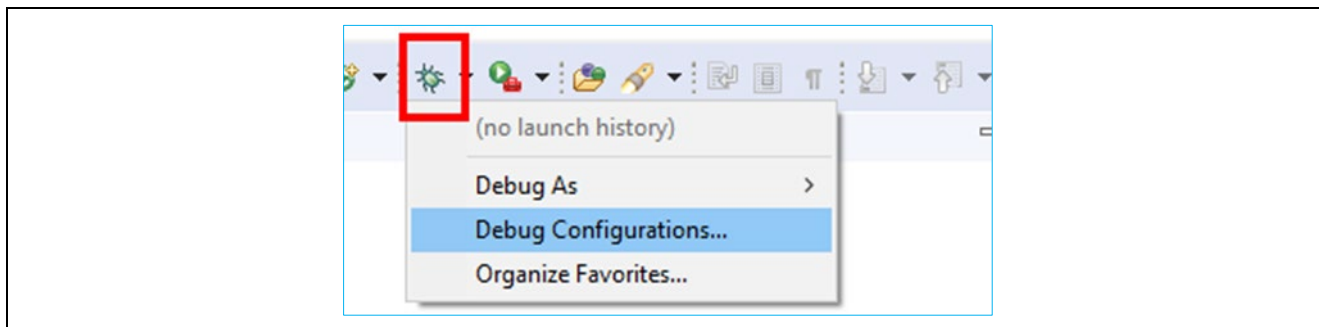 (no launch history)
Debug As
Debug Configurations...
Organize Favorites...